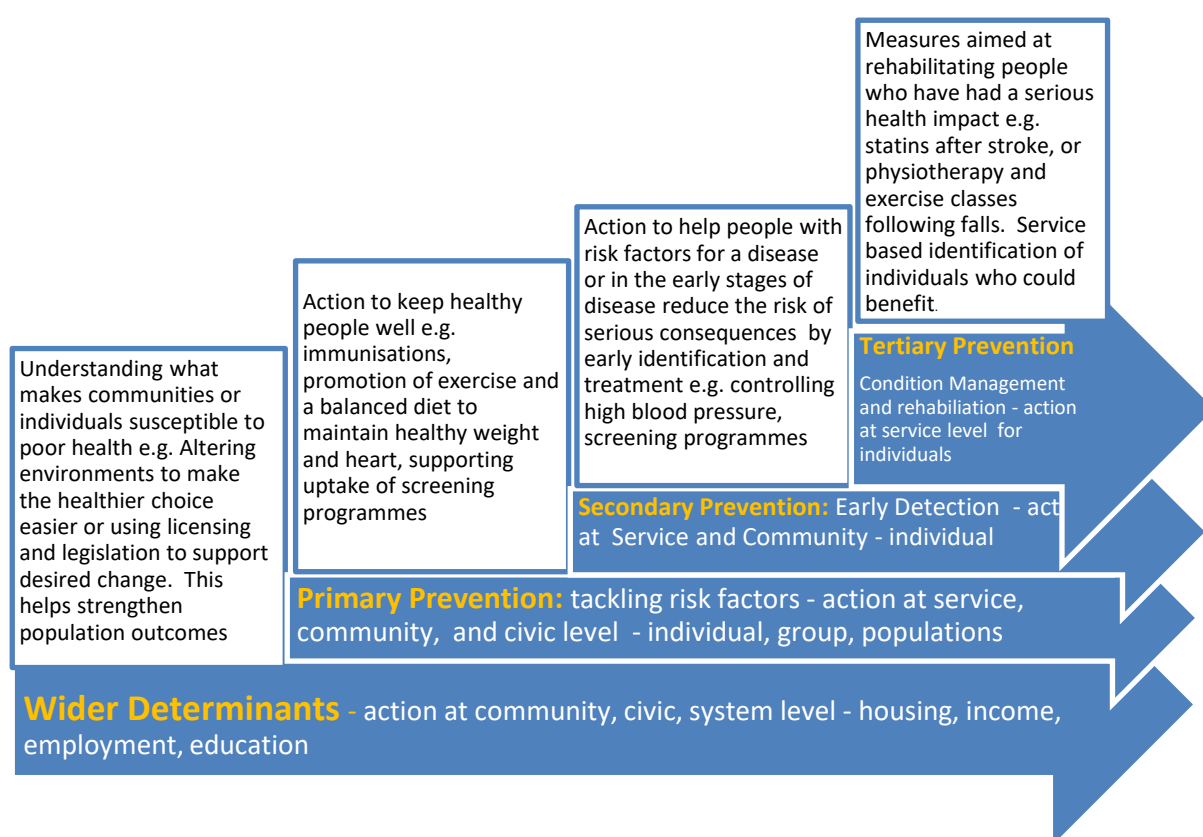 Measures aimed at
rehabilitating people
who have had a serious
health impact e.g.
statins after stroke, or
physiotherapy and
exercise classes
following falls.  Service
based identification of
individuals who could
benefit.
Action to help people with
risk factors for a disease
or in the early stages of
disease reduce the risk of
serious consequences  by
early identification and
treatment e.g. controlling
high blood pressure,
screening programmes
Action to keep healthy
people well e.g.
immunisations,
promotion of exercise and
a balanced diet to
maintain healthy weight
and heart, supporting
uptake of screening
programmes
Understanding what
makes communities or
individuals susceptible to
poor health e.g. Altering
environments to make
the healthier choice
easier or using licensing
and legislation to support
desired change.  This
helps strengthen
population outcomes
Tertiary Prevention
Condition Management
and rehabiliation - action
at service level  for
individuals
Secondary Prevention: Early Detection  - act
at  Service and Community - individual
Primary Prevention: tackling risk factors - action at service,
community,  and civic level  - individual, group, populations
Wider Determinants - action at community, civic, system level - housing, income,
employment, education